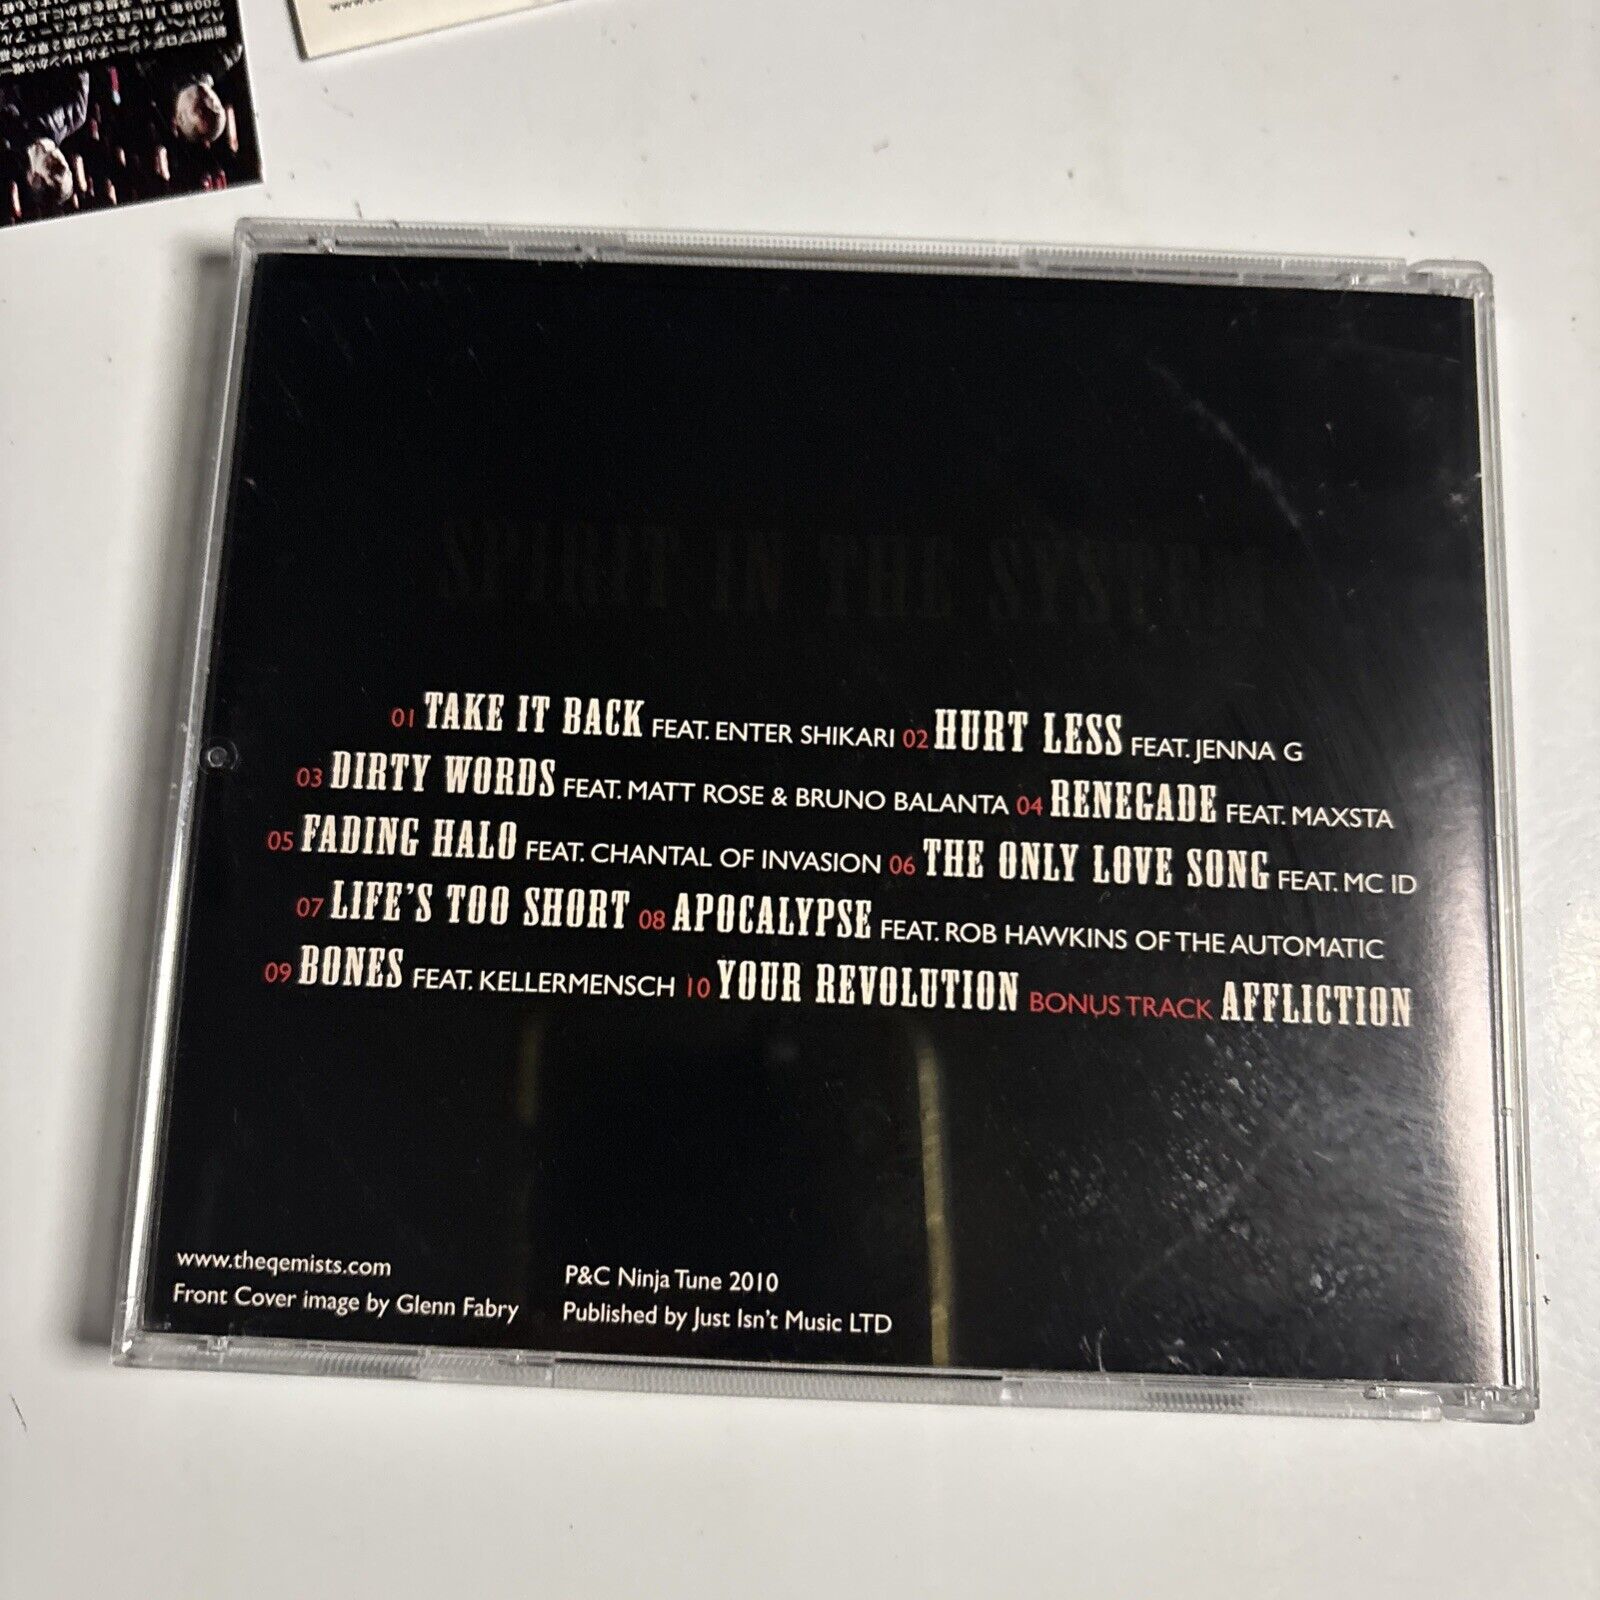 SPIRIT IN THE SYSTEM
01 TAKE IT BACK FEAT. ENTER SHIKARI 02 HURT LESS FEAT. JENNA G
03 DIRTY WORDS FEAT. MATT ROSE & BRUNO BALANTA 04 RENEGADE FEAT. MAXSTA
05 FADING HALO FEAT. CHANTAL OF INVASION 06 THE ONLY LOVE SONG FEAT. MC ID
07 LIFE'S TOO SHORT 08 APOCALYPSE FEAT. ROB HAWKINS OF THE AUTOMATIC
09 BONES FEAT. KELLERMENSCH 10 YOUR REVOLUTION BONUS TRACK AFFLICTION
www.theqemists.com
Front Cover image by Glenn Fabry
P&C Ninja Tune 2010
Published by Just Isn't Music LTD